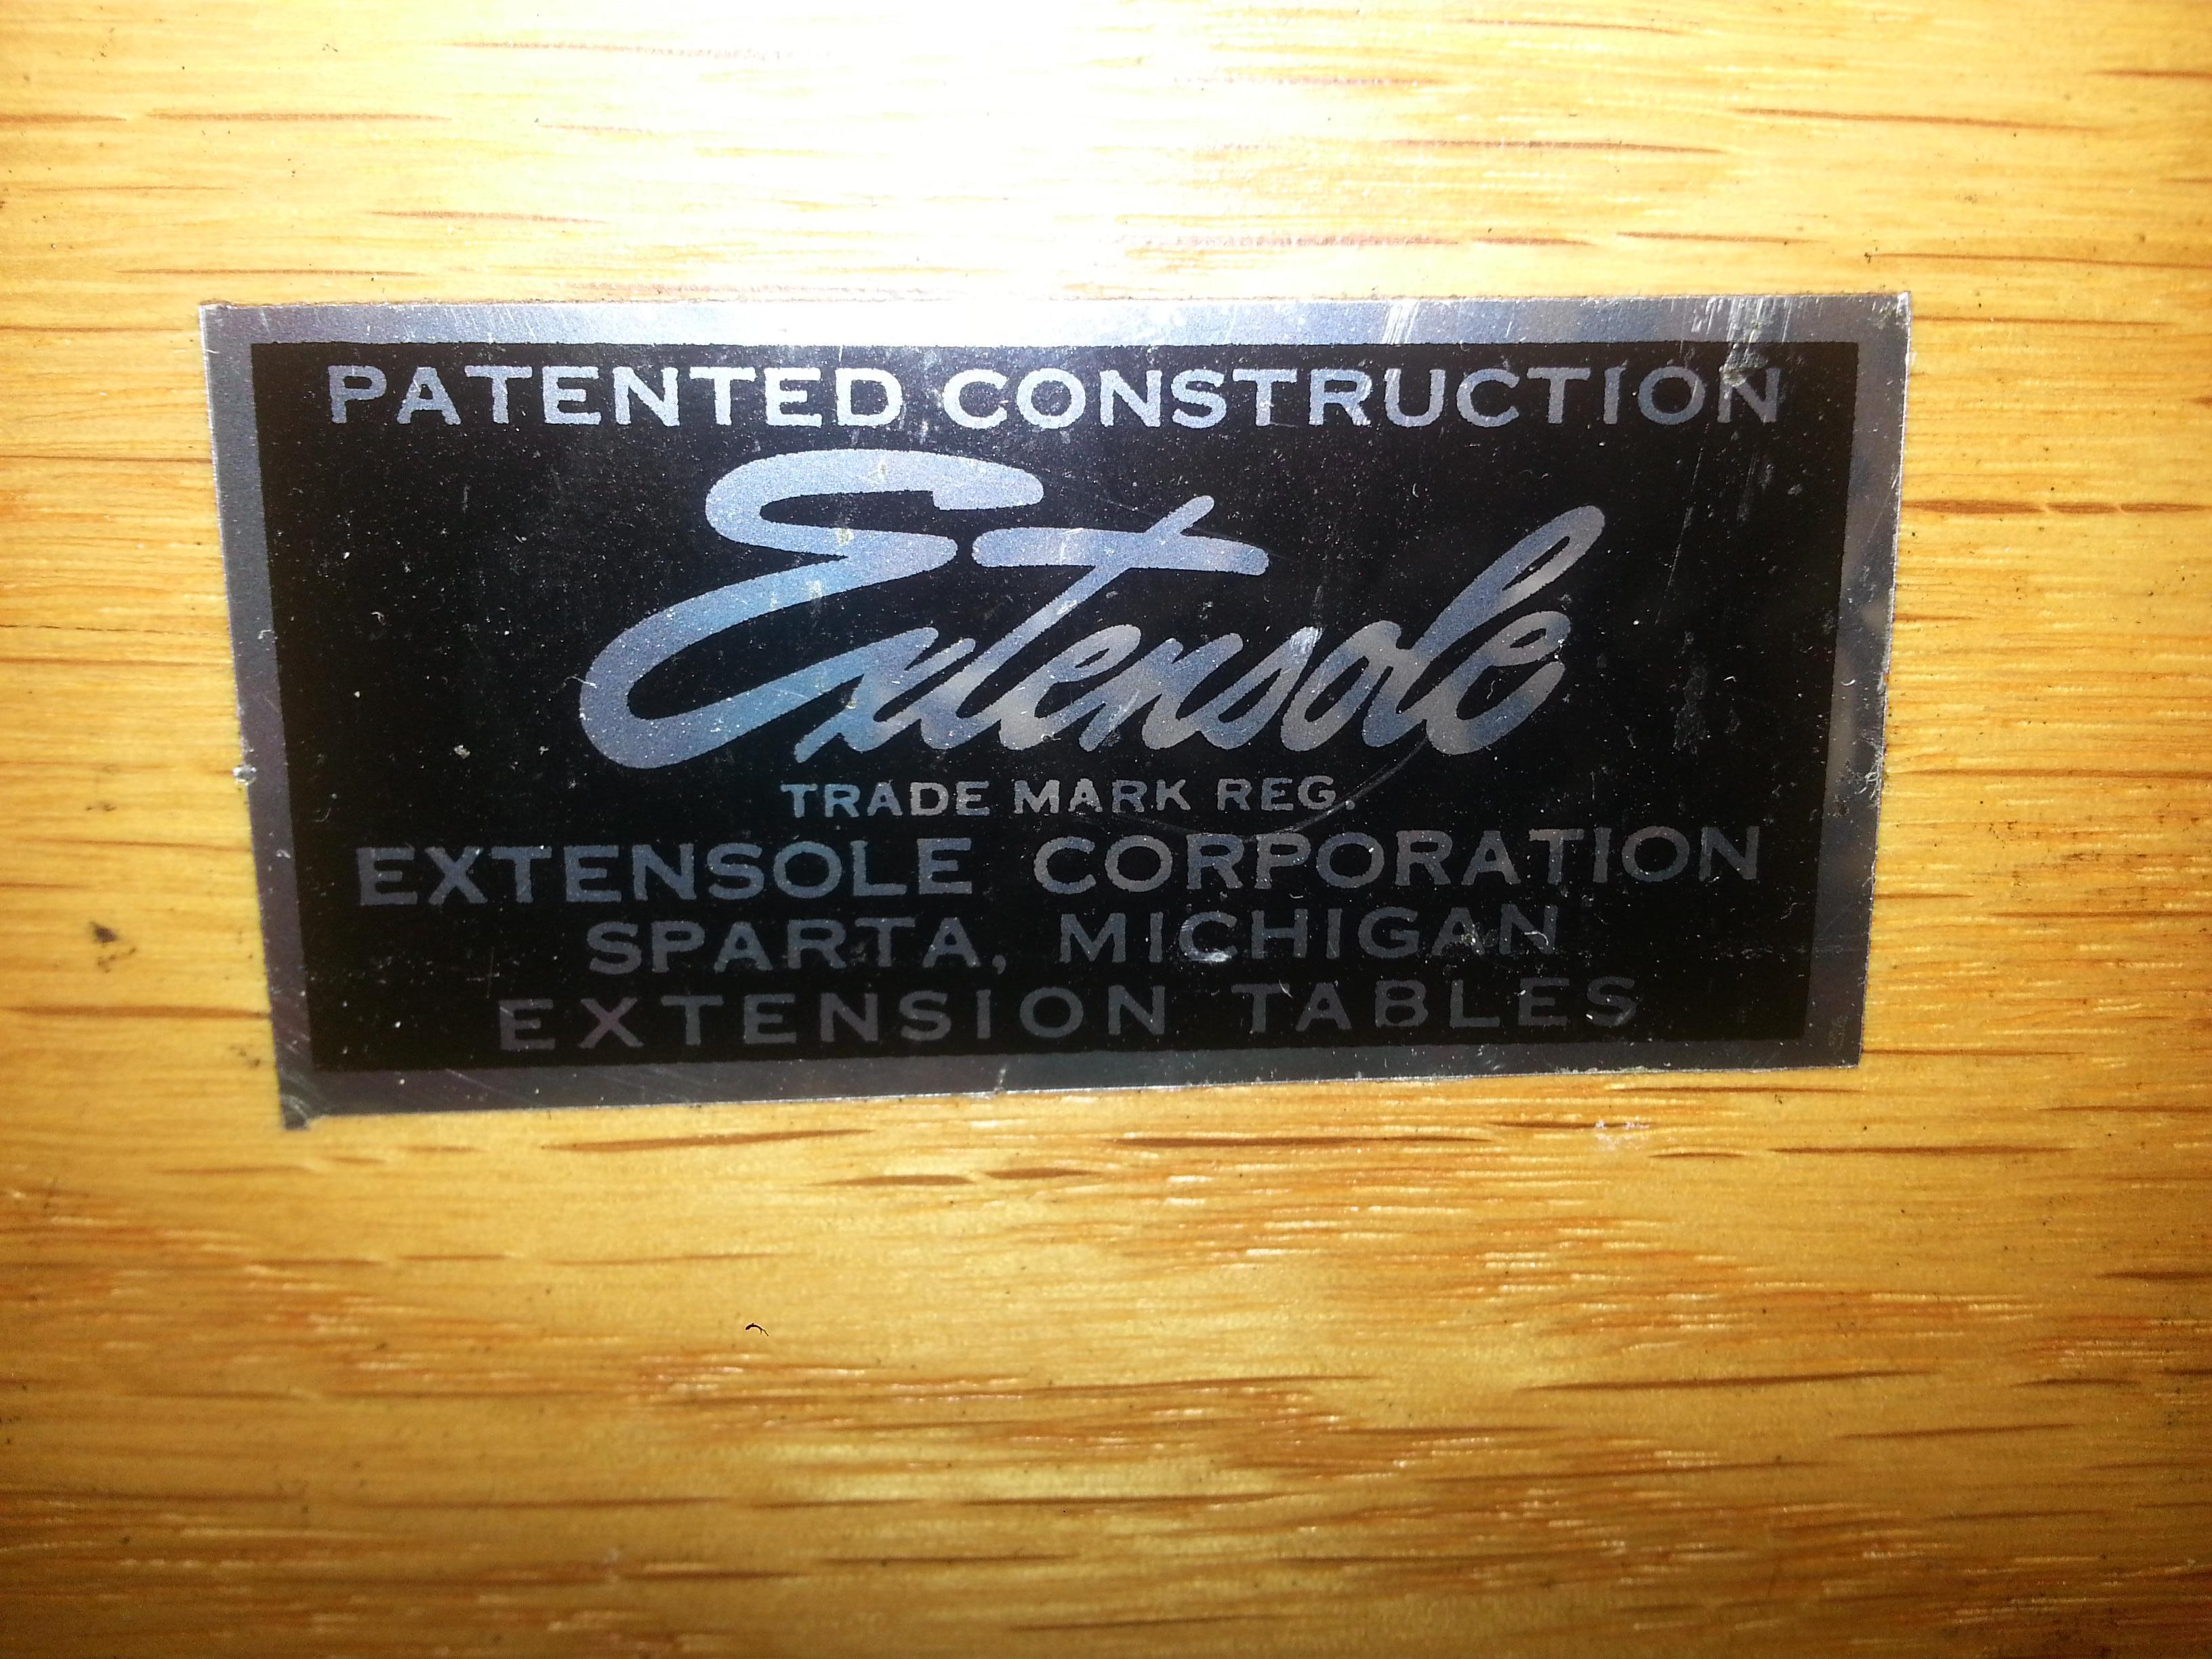 PATENTED CONSTRUCTION
Extensole
TRADE MARK REG.
EXTENSOLE CORPORATION
SPARTA, MICHIGAN
EXTENSION TABLES